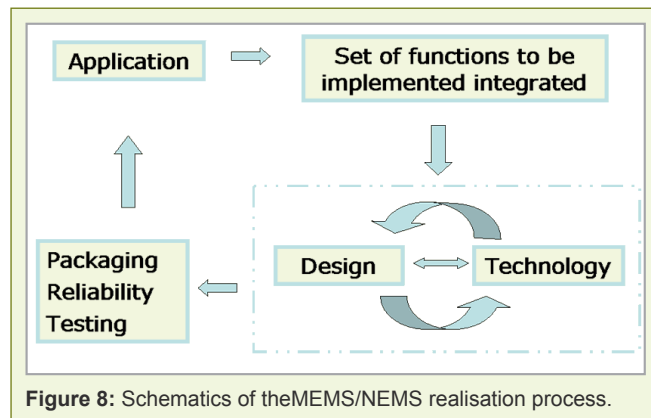 Application
Set of functions to be
implemented integrated
Design
Technology
Packaging
Reliability
Testing
Figure 8: Schematics of theMEMS/NEMS realisation process.